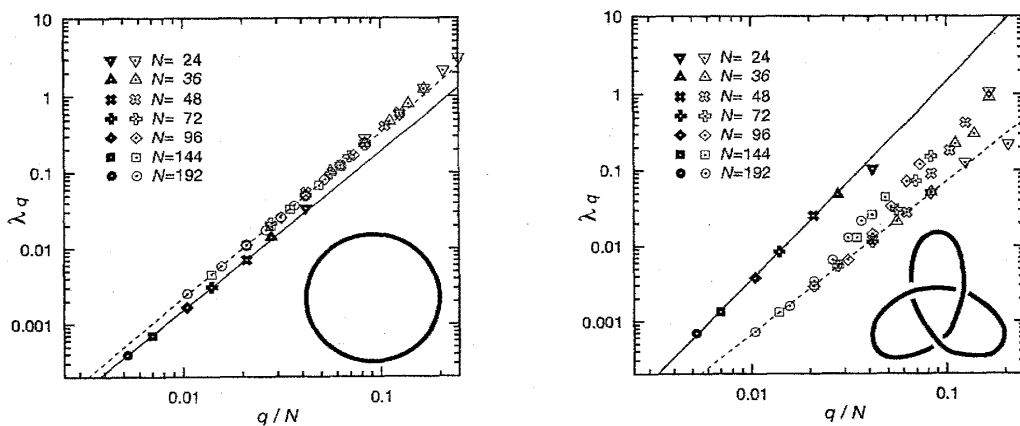 10
1
0.1
0.01
0.001
λ q
N= 24
N= 36
N= 48
N= 72
N= 96
N=144
N=192
0.01
0.1
q / N
10
1
0.1
0.01
0.001
λ q
N= 24
N= 36
N= 48
N= 72
N= 96
N=144
N=192
0.01
0.1
q / N